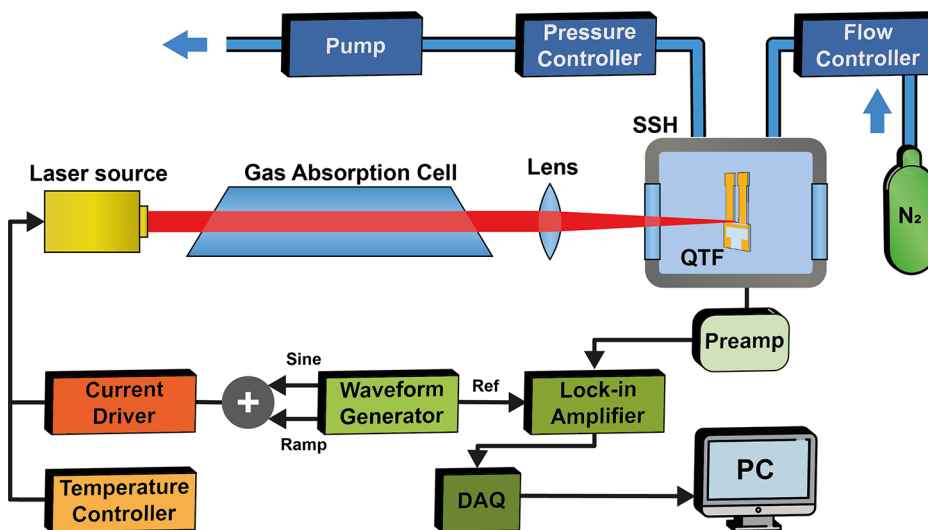 Pump
Pressure
Controller
Flow
Controller
SSH
Laser source
Gas Absorption Cell
Lens
N₂
QTF
Preamp
Sine
Current
Driver
+
Waveform
Generator
Ref
Lock-in
Amplifier
Ramp
PC
Temperature
Controller
DAQ